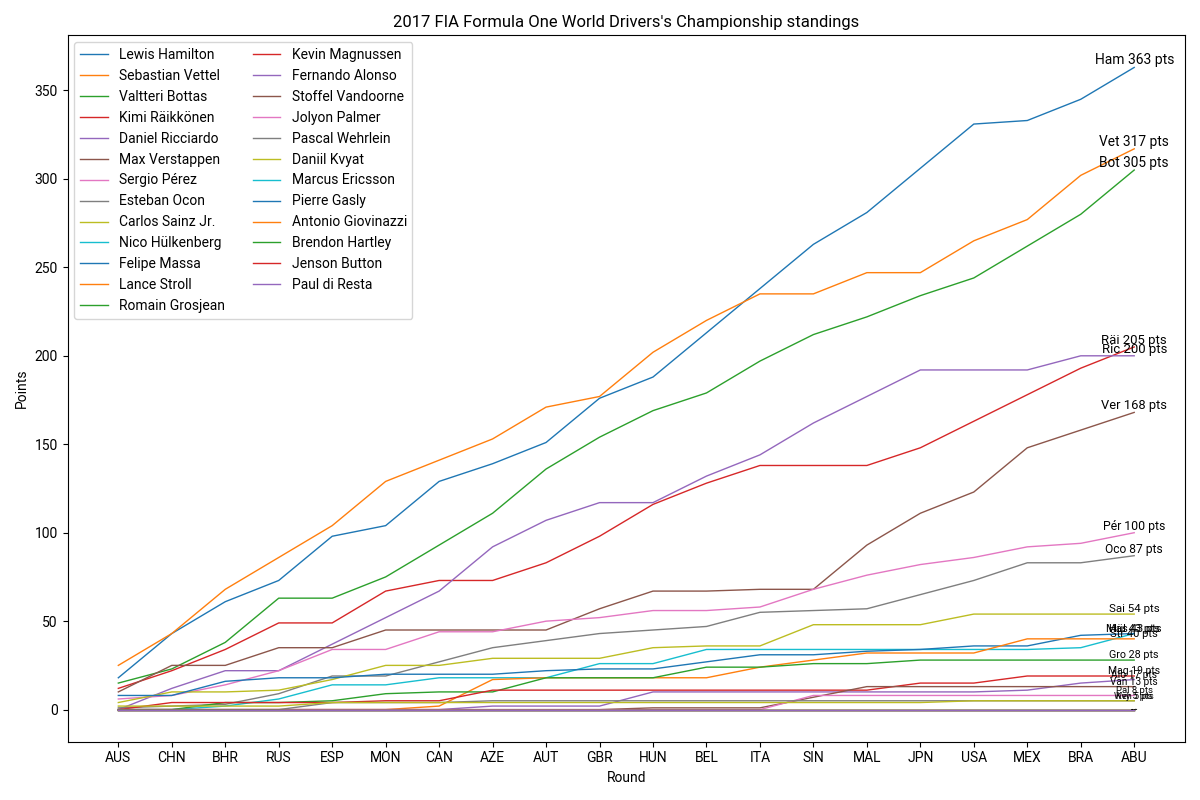 2017 FIA Formula One World Drivers's Championship standings
Lewis Hamilton
Sebastian Vettel
Valtteri Bottas
Kimi Räikkönen
Daniel Ricciardo
Max Verstappen
Sergio Pérez
Esteban Ocon
Carlos Sainz Jr.
Nico Hülkenberg
Felipe Massa
Lance Stroll
Romain Grosjean
Kevin Magnussen
Fernando Alonso
Stoffel Vandoorne
Jolyon Palmer
Pascal Wehrlein
Daniil Kvyat
Marcus Ericsson
Pierre Gasly
Antonio Giovinazzi
Brendon Hartley
Jenson Button
Paul di Resta
Ham 363 pts
Vet 317 pts
Bot 305 pts
Räi 205 pts
Ric 200 pts
Ver 168 pts
Pér 100 pts
Oco 87 pts
Sai 54 pts
Str 40 pts
Gro 28 pts
Mag 19 pts
Van 13 pts
Pal 8 pts
Points
350
300
250
200
150
100
50
0
AUS CHN BHR RUS ESP MON CAN AZE AUT GBR HUN BEL ITA SIN MAL JPN USA MEX BRA ABU
Round